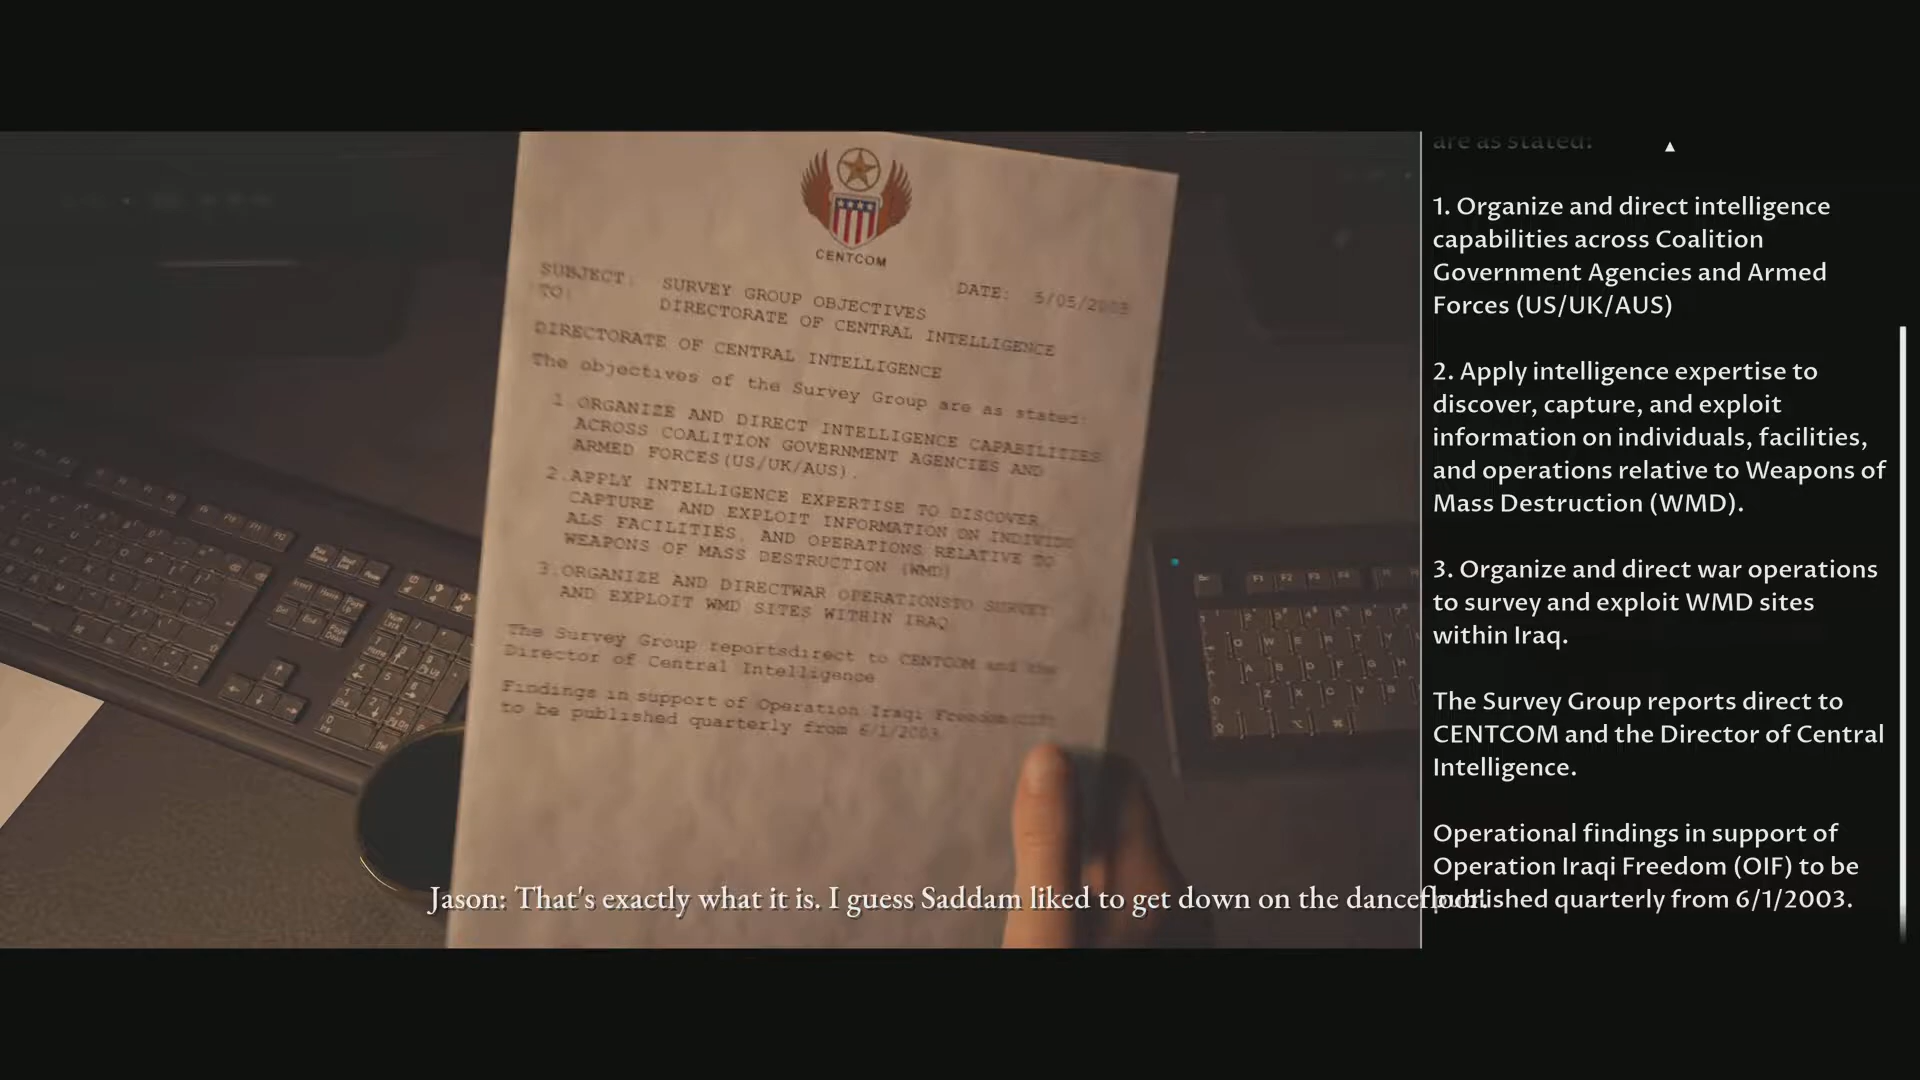 CENTCOM
SUBJECT: SURVEY GROUP OBJECTIVES
DATE: 5/05/2003
TO: DIRECTORATE OF CENTRAL INTELLIGENCE
DIRECTORATE OF CENTRAL INTELLIGENCE
The objectives of the Survey Group are as stated:
1.ORGANIZE AND DIRECT INTELLIGENCE CAPABILITIES
ACROSS COALITION GOVERNMENT AGENCIES AND
ARMED FORCES(US/UK/AUS).
2.APPLY INTELLIGENCE EXPERTISE TO DISCOVER,
CAPTURE AND EXPLOIT INFORMATION ON INDIVIDU
ALS FACILITIES, AND OPERATIONS RELATIVE TO
WEAPONS OF MASS DESTRUCTION (WMD)
3.ORGANIZE AND DIRECTWAR OPERATIONSTO SURVEY
AND EXPLOIT WMD SITES WITHIN IRAQ
The Survey Group reportsdirect to CENTCOM and the
Director of Central Intelligence
Findings in support of Operation Iraqi Freedom(OIF)
to be published quarterly from 6/1/2003
Jason: That's exactly what it is. I guess Saddam liked to get down on the dancefloor.
are as stated:
1. Organize and direct intelligence
capabilities across Coalition
Government Agencies and Armed
Forces (US/UK/AUS)
2. Apply intelligence expertise to
discover, capture, and exploit
information on individuals, facilities,
and operations relative to Weapons of
Mass Destruction (WMD).
3. Organize and direct war operations
to survey and exploit WMD sites
within Iraq.
The Survey Group reports direct to
CENTCOM and the Director of Central
Intelligence.
Operational findings in support of
Operation Iraqi Freedom (OIF) to be
published quarterly from 6/1/2003.